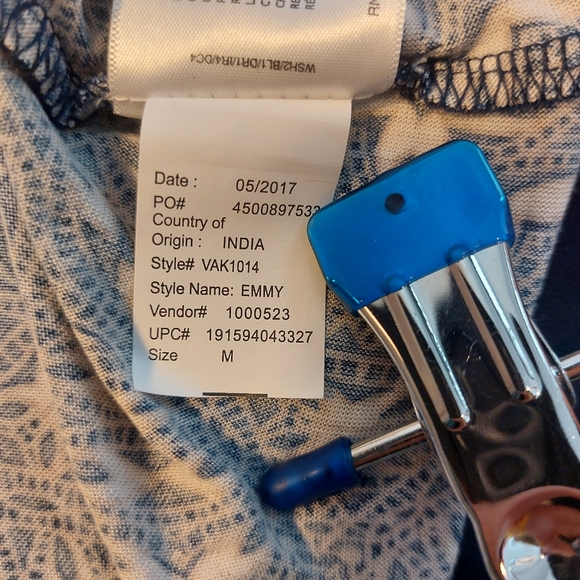 WSH2/BL1/DR1/IR4/DC4
RN
Date : 05/2017
PO# 4500897533
Country of
Origin : INDIA
Style# VAK1014
Style Name: EMMY
Vendor# 1000523
UPC# 191594043327
Size M